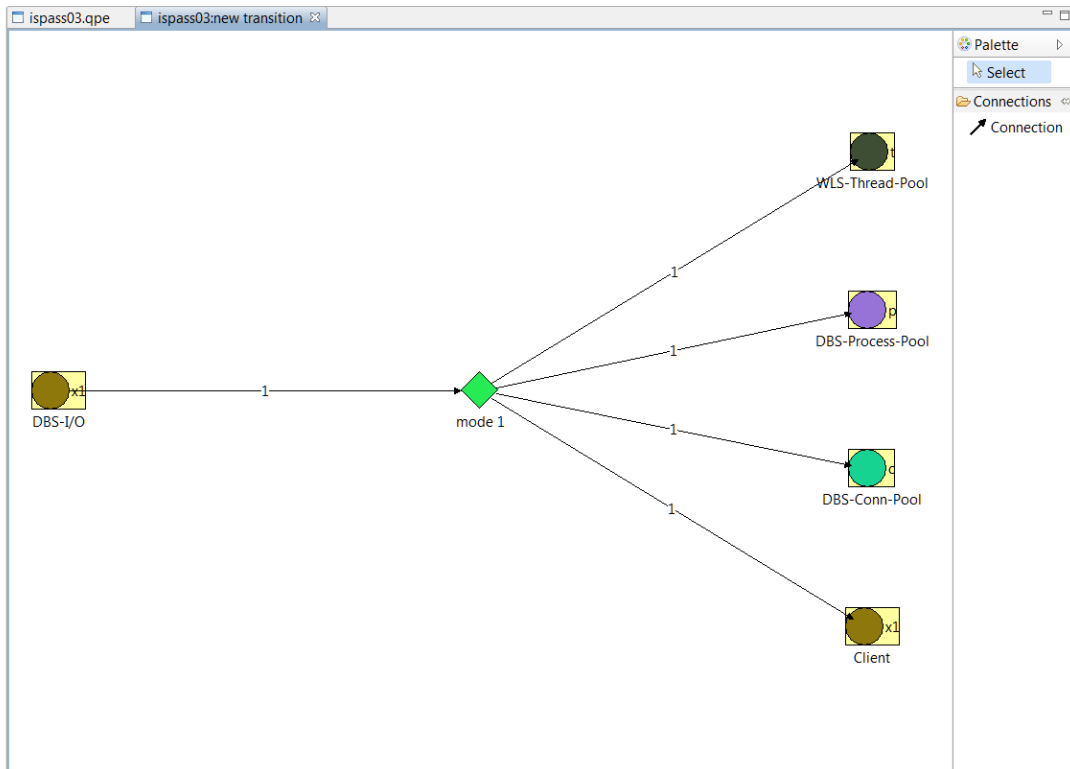 ispass03.qpe
ispass03:new transition
Palette
Select
Connections
Connection
t
WLS-Thread-Pool
1
p
DBS-Process-Pool
1
x1
DBS-I/O
1
mode 1
1
c
DBS-Conn-Pool
1
x1
Client